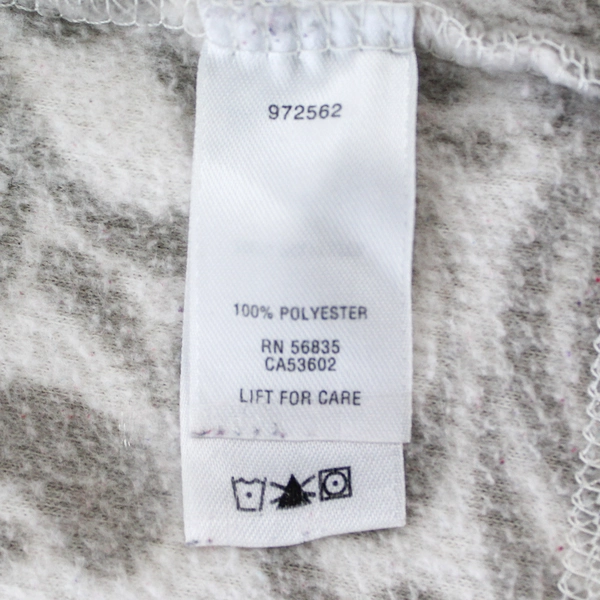 972562
100% POLYESTER
RN 56835
CA53602
LIFT FOR CARE